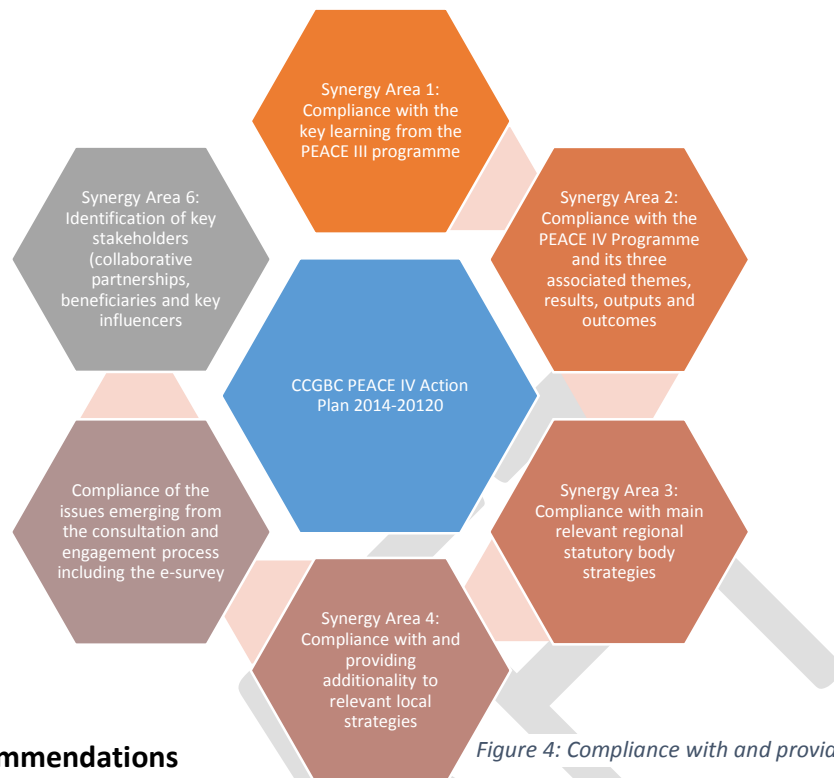 Synergy Area 1:
Compliance with the
key learning from the
PEACE III programme
Synergy Area 2:
Compliance with the
PEACE IV Programme
and its three
associated themes,
results, outputs and
outcomes
Synergy Area 3:
Compliance with main
relevant regional
statutory body
strategies
Synergy Area 4:
Compliance with and
providing
additionality to
relevant local
strategies
Compliance of the
issues emerging from
the consultation and
engagement process
including the e-survey
Synergy Area 6:
Identification of key
stakeholders
(collaborative
partnerships,
beneficiaries and key
influencers
CCGBC PEACE IV Action
Plan 2014-20120
mmendations
Figure 4: Compliance with and provid